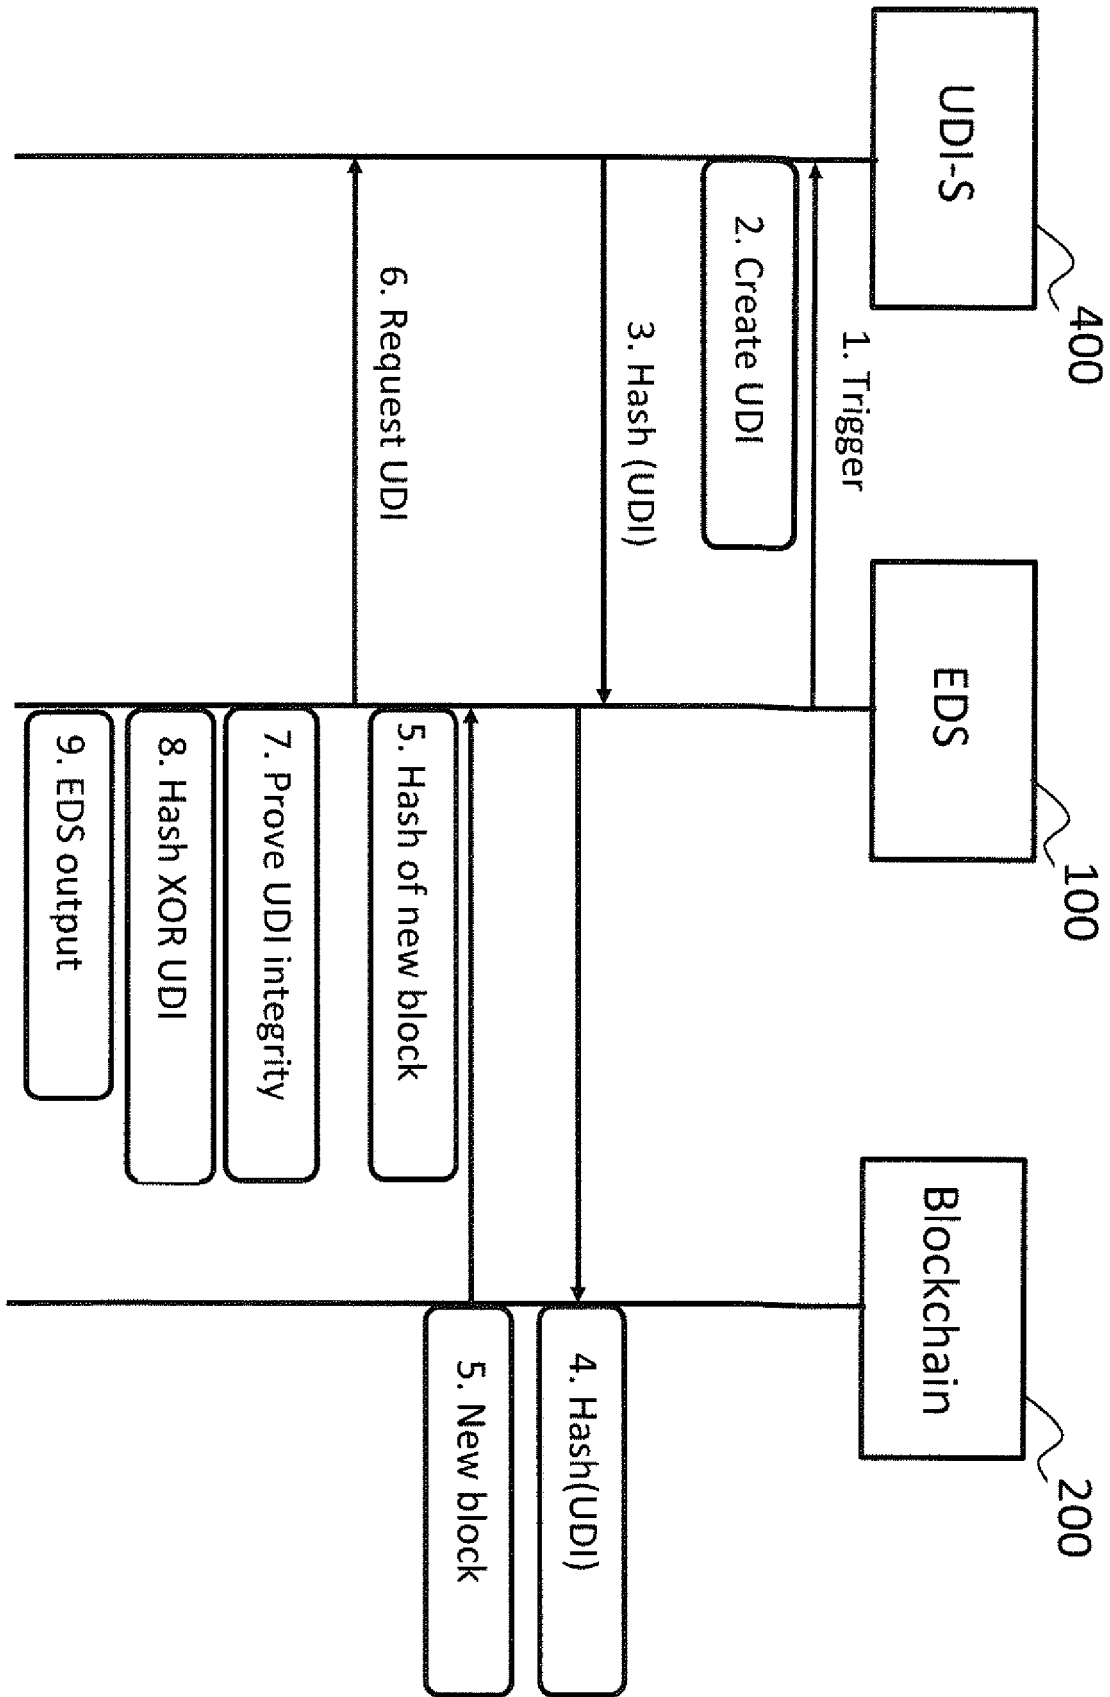 UDI-S
400
EDS
100
Blockchain
200
1. Trigger
2. Create UDI
3. Hash (UDI)
4. Hash(UDI)
5. New block
5. Hash of new block
6. Request UDI
7. Prove UDI integrity
8. Hash XOR UDI
9. EDS output